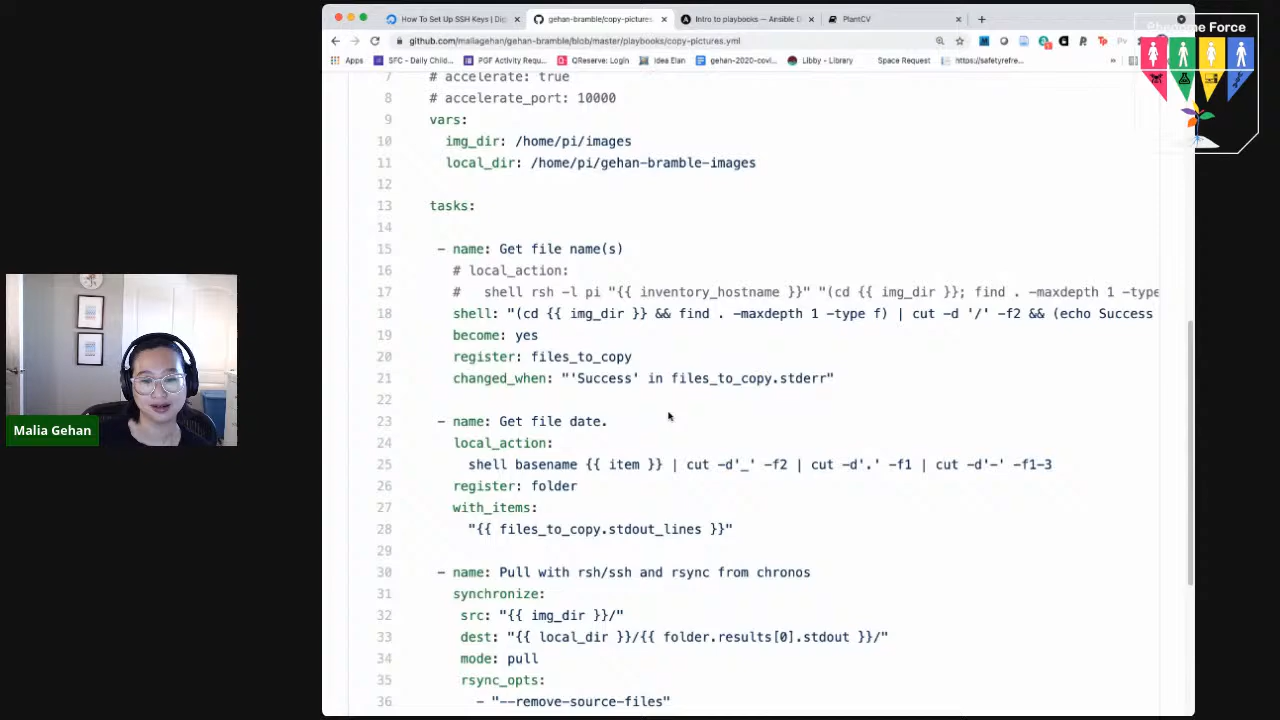 How To Set Up SSH Keys | Dig
gehan-bramble/copy-pictures.
Intro to playbooks — Ansible D
PlantCV
github.com/maliagehan/gehan-bramble/blob/master/playbooks/copy-pictures.yml
Apps
SFC - Daily Child...
PGF Activity Requ...
QReserve: Login
Idea Elan
gehan-2020-covi...
Libby - Library
Space Request
https://safetyrefre...
»
Phenome Force
7 # accelerate: true
8 # accelerate_port: 10000
9 vars:
10 img_dir: /home/pi/images
11 local_dir: /home/pi/gehan-bramble-images
12
13 tasks:
14
15 - name: Get file name(s)
16 # local_action:
17 # shell rsh -l pi "{{ inventory_hostname }}" "(cd {{ img_dir }}; find . -maxdepth 1 -type
18 shell: "(cd {{ img_dir }} && find . -maxdepth 1 -type f) | cut -d '/' -f2 && (echo Success
19 become: yes
20 register: files_to_copy
21 changed_when: "'Success' in files_to_copy.stderr"
22
23 - name: Get file date.
24 local_action:
25 shell basename {{ item }} | cut -d'_' -f2 | cut -d'.' -f1 | cut -d'-' -f1-3
26 register: folder
27 with_items:
28 "{{ files_to_copy.stdout_lines }}"
29
30 - name: Pull with rsh/ssh and rsync from chronos
31 synchronize:
32 src: "{{ img_dir }}/"
33 dest: "{{ local_dir }}/{{ folder.results[0].stdout }}/"
34 mode: pull
35 rsync_opts:
36 - "--remove-source-files"
Malia Gehan